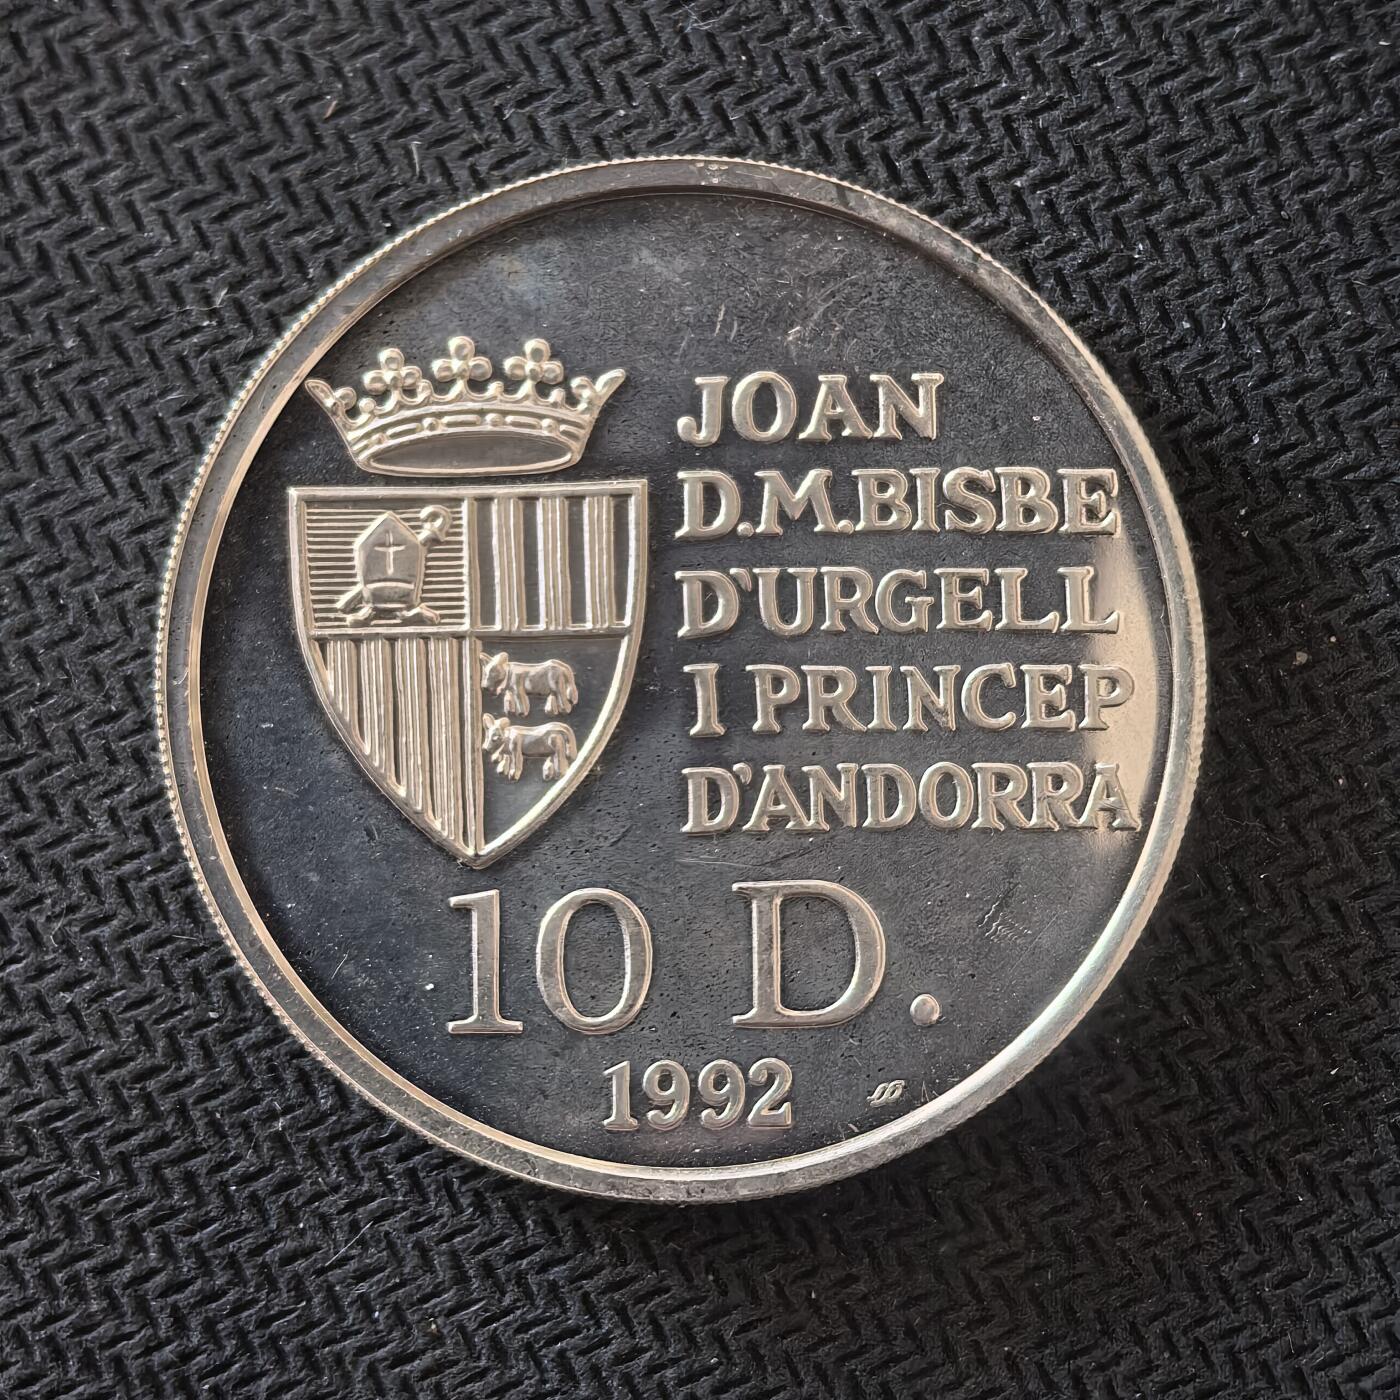 JOAN
D.M.BISBE
D'URGELL
I PRINCEP
D'ANDORRA
10 D.
1992